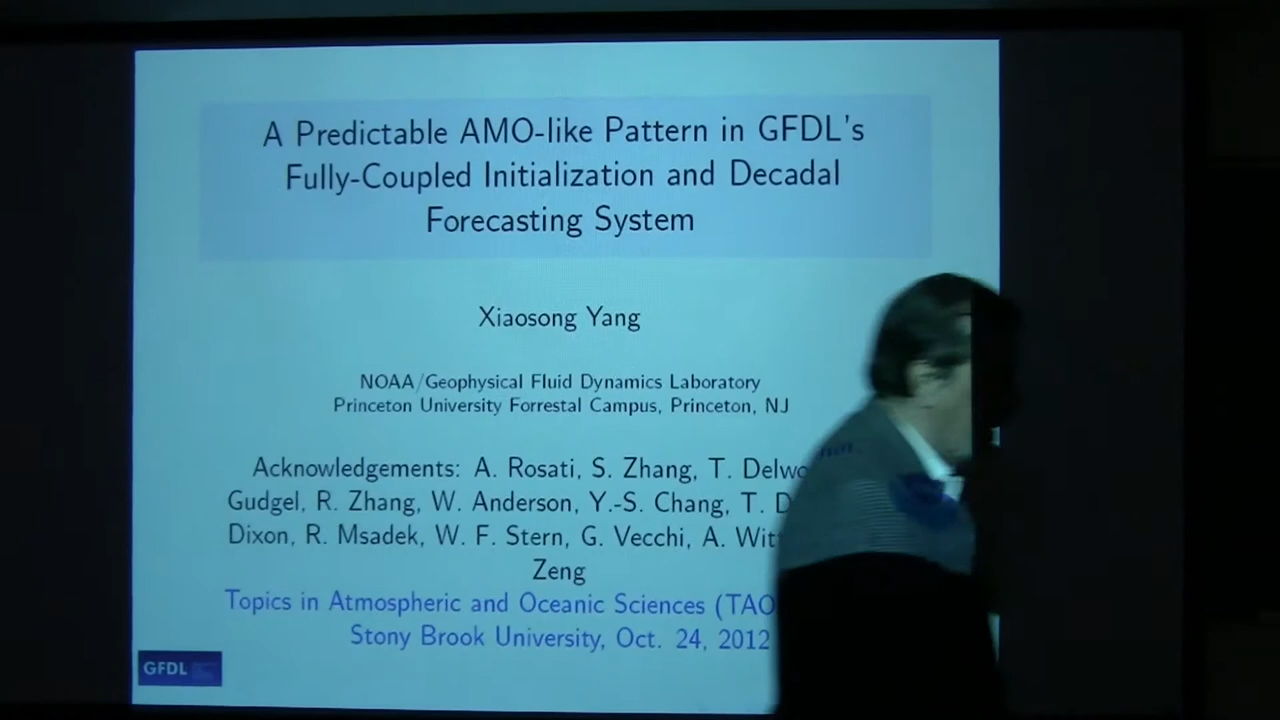 A Predictable AMO-like Pattern in GFDL's
Fully-Coupled Initialization and Decadal
Forecasting System
Xiaosong Yang
NOAA/Geophysical Fluid Dynamics Laboratory
Princeton University Forrestal Campus, Princeton, NJ
Acknowledgements: A. Rosati, S. Zhang, T.
Gudgel, R. Zhang, W. Anderson, Y.-S. Chang, T.
Dixon, R. Msadek, W. F. Stern, G. Vecchi, A.
Zeng
Topics in Atmospheric and Oceanic Sciences (TAO
Stony Brook University, Oct. 24, 2012
GFDL